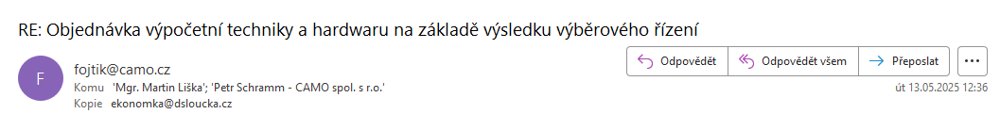 RE: Objednávka výpočetní techniky a hardwaru na základě výsledku výběrového řízení
F
fojtik@camo.cz
Komu 'Mgr. Martin Liška'; 'Petr Schramm - CAMO spol. s r.o.'
Kopie ekonomka@dsloucka.cz
Odpovědět
Odpovědět všem
Přeposlat
út 13.05.2025 12:36